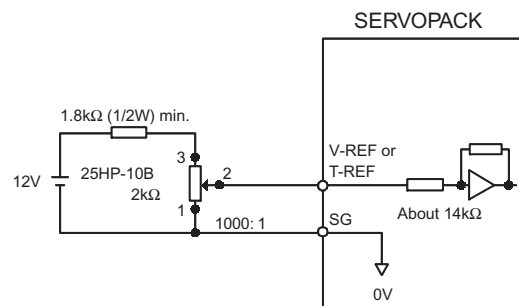 SERVOPACK
1.8kΩ (1/2W) min.
3
25HP-10B
2
V-REF or
T-REF
12V
2kΩ
1
About 14kΩ
1000: 1
SG
0V